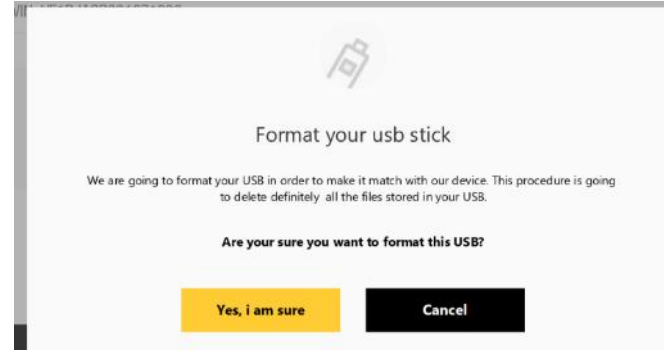 Format your usb stick
We are going to format your USB in order to make it match with our device. This procedure is going
to delete definitely all the files stored in your USB.
Are your sure you want to format this USB?
Yes, i am sure
Cancel